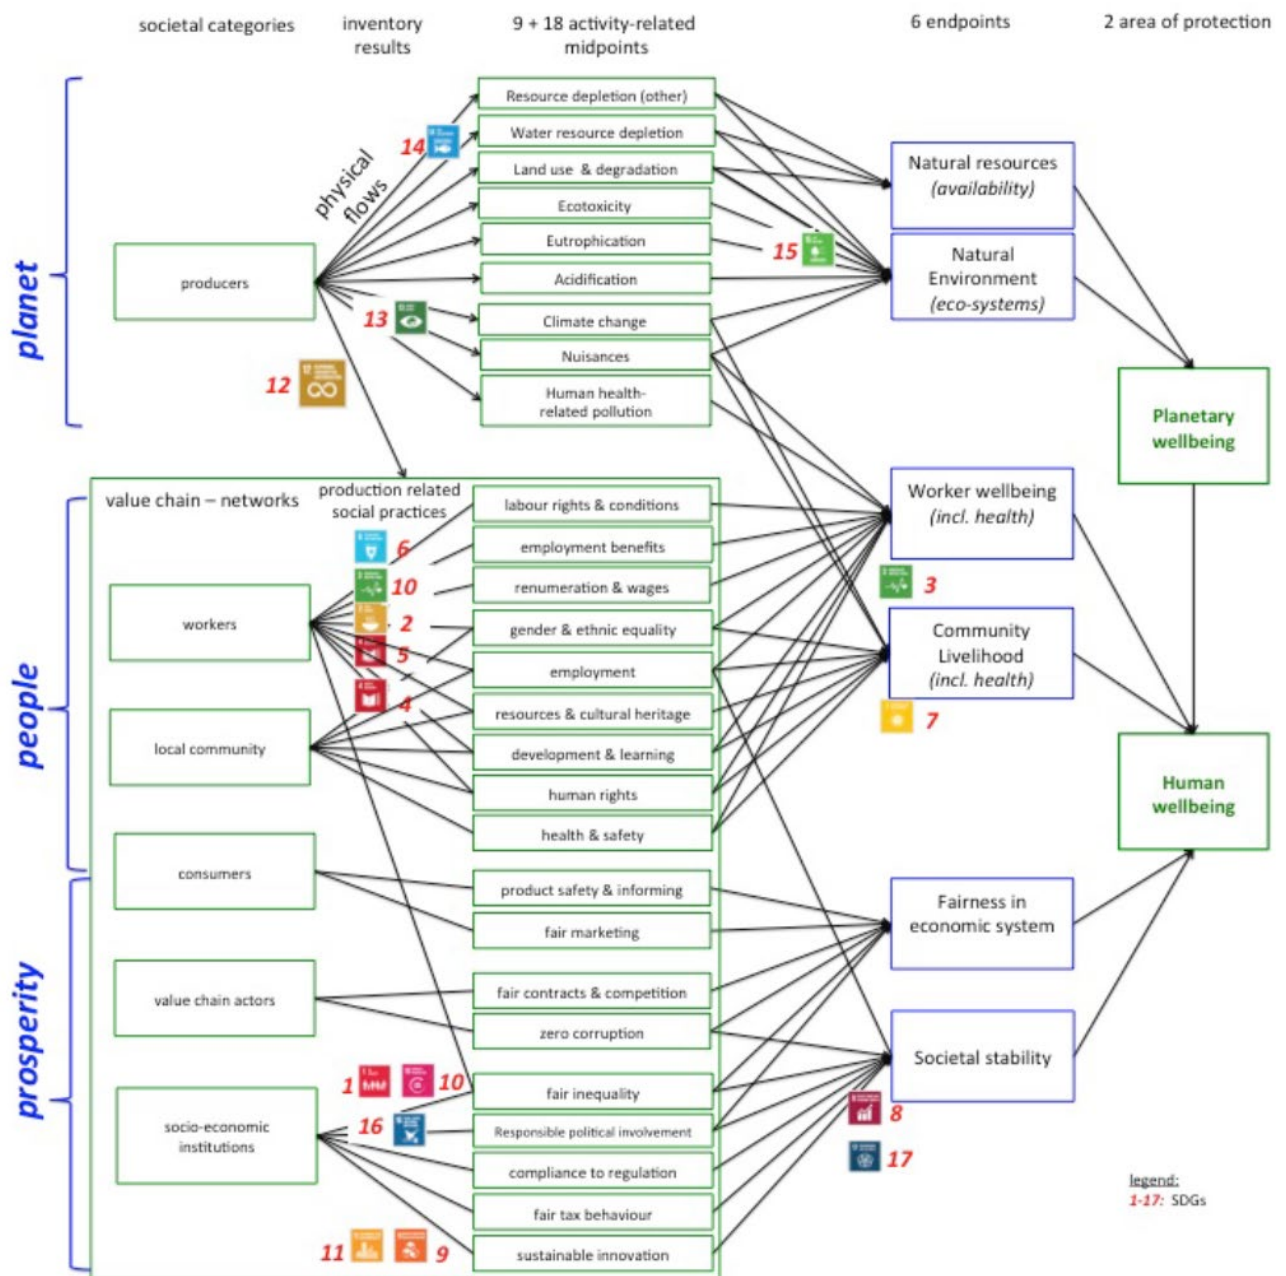 societal categories
inventory
results
9 + 18 activity-related
midpoints
6 endpoints
2 area of protection
planet
people
prosperity
physical
flows
producers
14
13
12
15
Resource depletion (other)
Water resource depletion
Land use & degradation
Ecotoxicity
Eutrophication
Acidification
Climate change
Nuisances
Human health-
related pollution
Natural resources
(availability)
Natural
Environment
(eco-systems)
Planetary
wellbeing
value chain – networks
production related
social practices
workers
local community
consumers
value chain actors
socio-economic
institutions
6
10
2
5
4
labour rights & conditions
employment benefits
renumeration & wages
gender & ethnic equality
employment
resources & cultural heritage
development & learning
human rights
health & safety
product safety & informing
fair marketing
fair contracts & competition
zero corruption
fair inequality
Responsible political involvement
compliance to regulation
fair tax behaviour
sustainable innovation
1
10
16
11
9
Worker wellbeing
(incl. health)
3
Community
Livelihood
(incl. health)
7
Fairness in
economic system
Societal stability
8
17
Human
wellbeing
legend:
1-17: SDGs